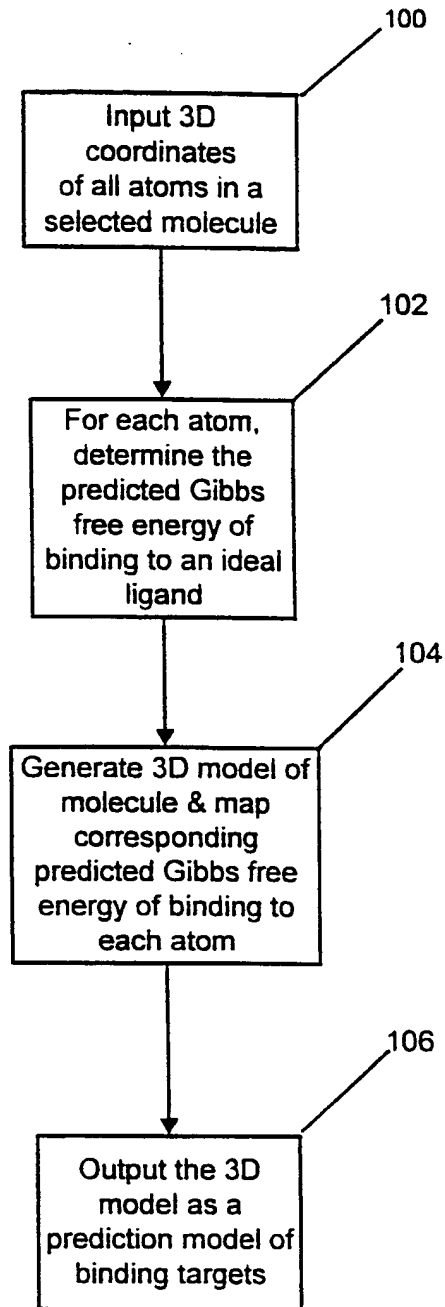 100
Input 3D
coordinates
of all atoms in a
selected molecule
102
For each atom,
determine the
predicted Gibbs
free energy of
binding to an ideal
ligand
104
Generate 3D model of
molecule & map
corresponding
predicted Gibbs free
energy of binding to
each atom
106
Output the 3D
model as a
prediction model of
binding targets